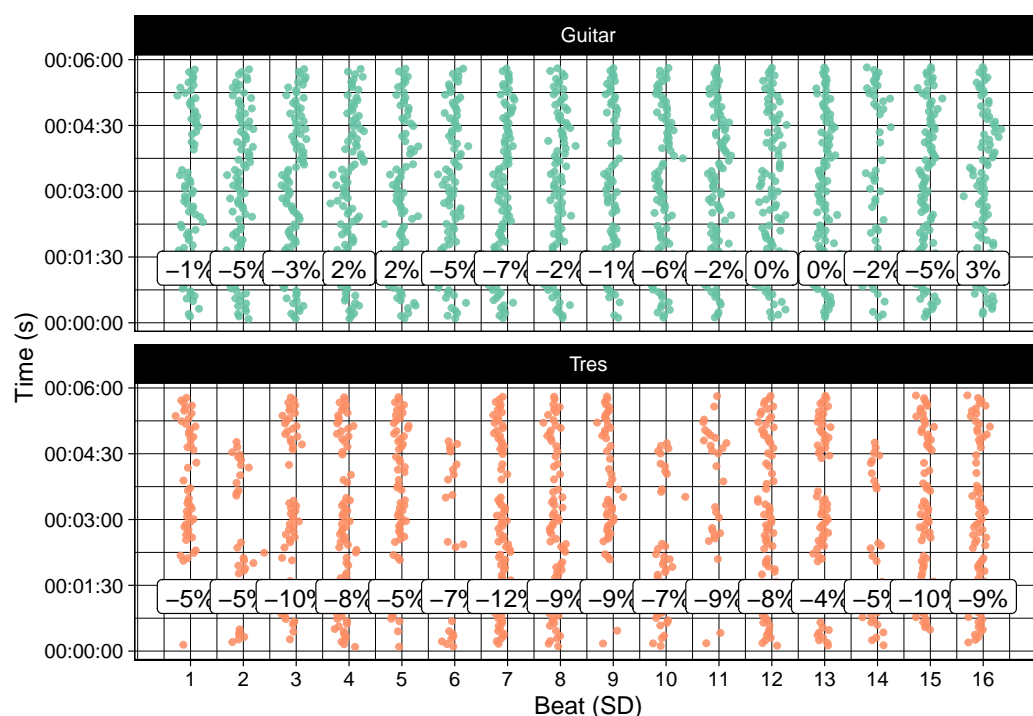 Guitar
00:06:00
00:04:30
00:03:00
00:01:30
00:00:00
−1% −5% −3% 2% 2% −5% −7% −2% −1% −6% −2% 0% 0% −2% −5% 3%
Time (s)
Tres
00:06:00
00:04:30
00:03:00
00:01:30
00:00:00
−5% −5% −10% −8% −5% −7% −12% −9% −9% −7% −9% −8% −4% −5% −10% −9%
1 2 3 4 5 6 7 8 9 10 11 12 13 14 15 16
Beat (SD)